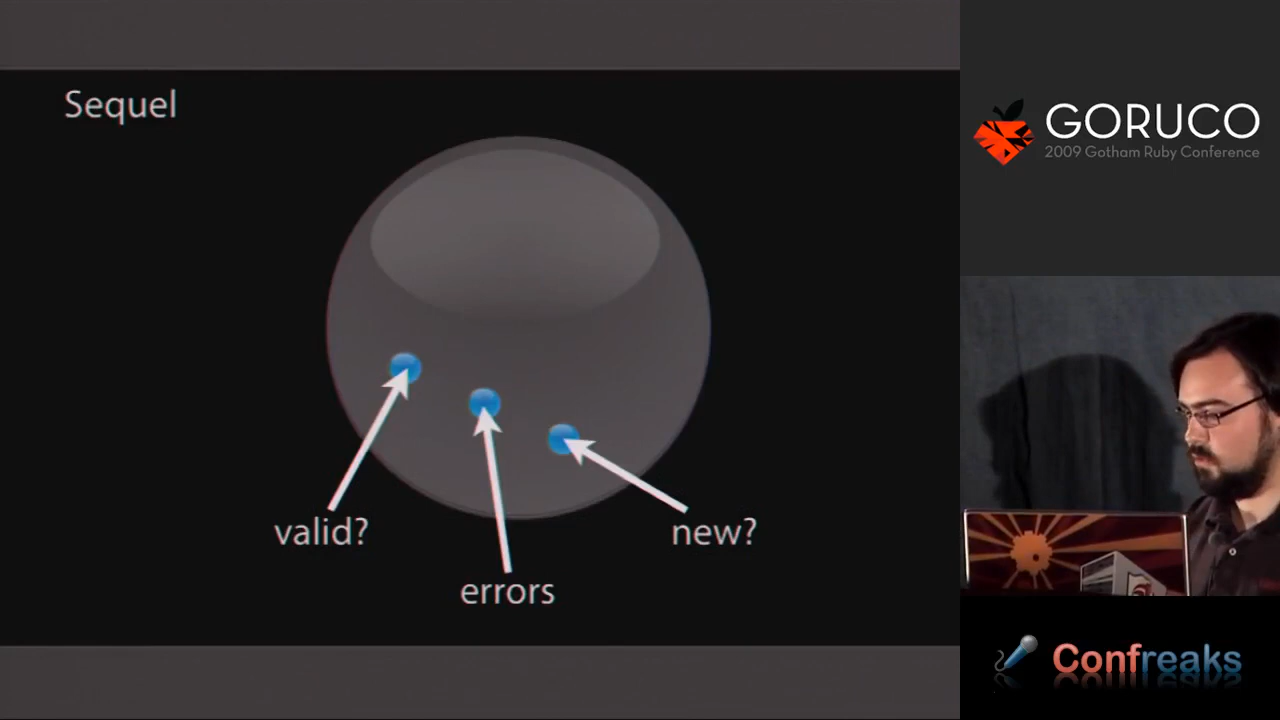 Sequel
valid?
errors
new?
GORUCO
2009 Gotham Ruby Conference
Confreaks